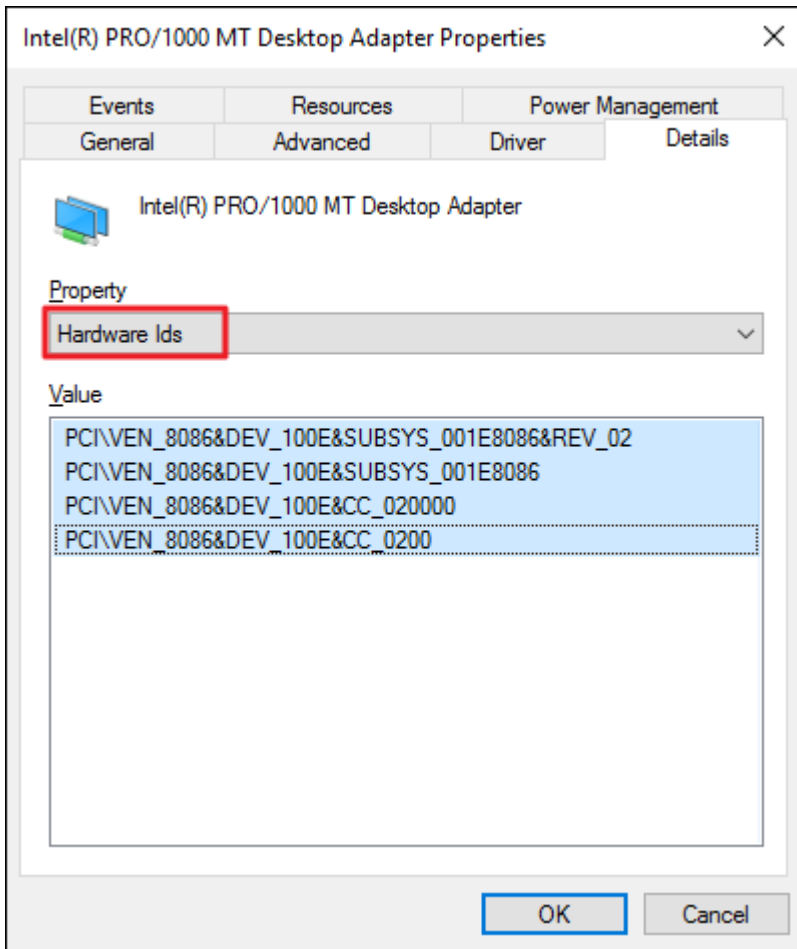 Intel(R) PRO/1000 MT Desktop Adapter Properties
Events Resources Power Management
General Advanced Driver Details
Intel(R) PRO/1000 MT Desktop Adapter
Property
Hardware Ids
Value
PCI\VEN_8086&DEV_100E&SUBSYS_001E8086&REV_02
PCI\VEN_8086&DEV_100E&SUBSYS_001E8086
PCI\VEN_8086&DEV_100E&CC_020000
PCI\VEN_8086&DEV_100E&CC_0200
OK Cancel